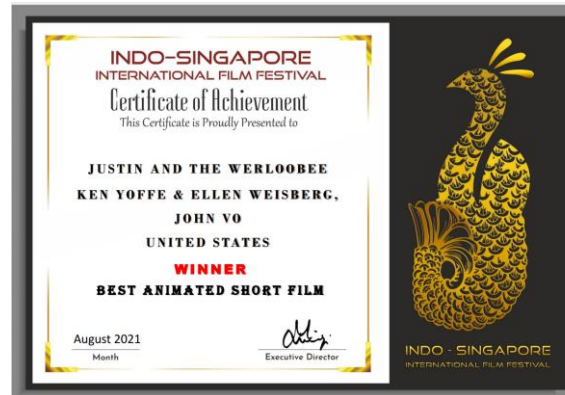 INDO-SINGAPORE
INTERNATIONAL FILM FESTIVAL
Certificate of Achievement
This Certificate is Proudly Presented to
JUSTIN AND THE WERLOOBEE
KEN YOFFE & ELLEN WEISBERG,
JOHN VO
UNITED STATES
WINNER
BEST ANIMATED SHORT FILM
August 2021
Month
Executive Director
INDO - SINGAPORE
INTERNATIONAL FILM FESTIVAL